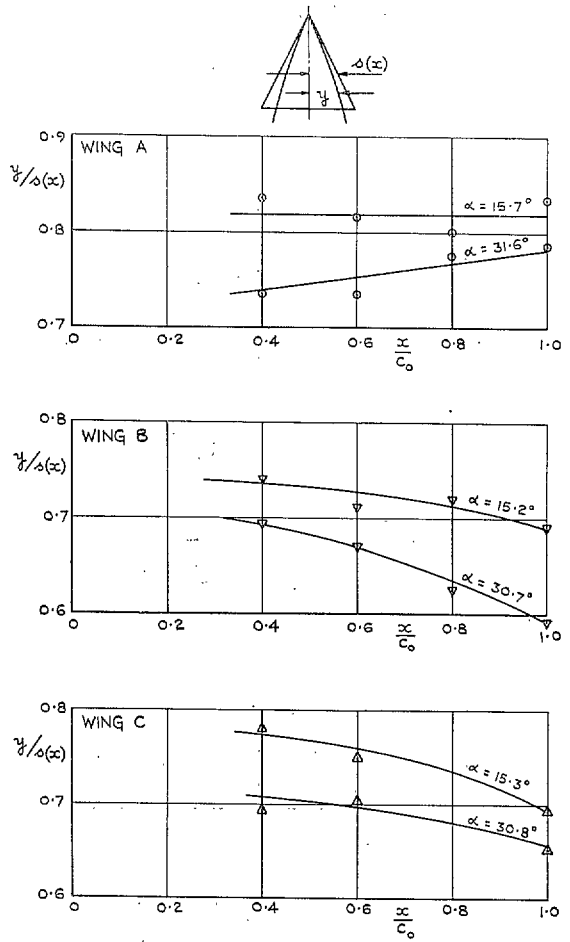 s(x)
y
0.9
WING A
y/s(x)
α = 15.7°
0.8
α = 31.6°
0.7
0 0.2 0.4 0.6 x/c₀ 0.8 1.0
0.8
WING B
y/s(x)
α = 15.2°
0.7
α = 30.7°
0.6
0 0.2 0.4 0.6 x/c₀ 0.8 1.0
0.8
WING C
y/s(x)
α = 15.3°
0.7
α = 30.8°
0.6
0 0.2 0.4 0.6 x/c₀ 0.8 1.0